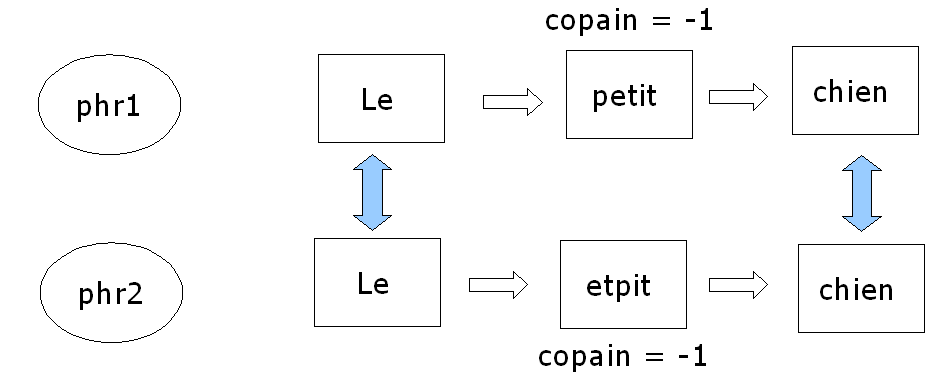 copain = -1
phr1
Le
petit
chien
phr2
Le
etpit
chien
copain = -1